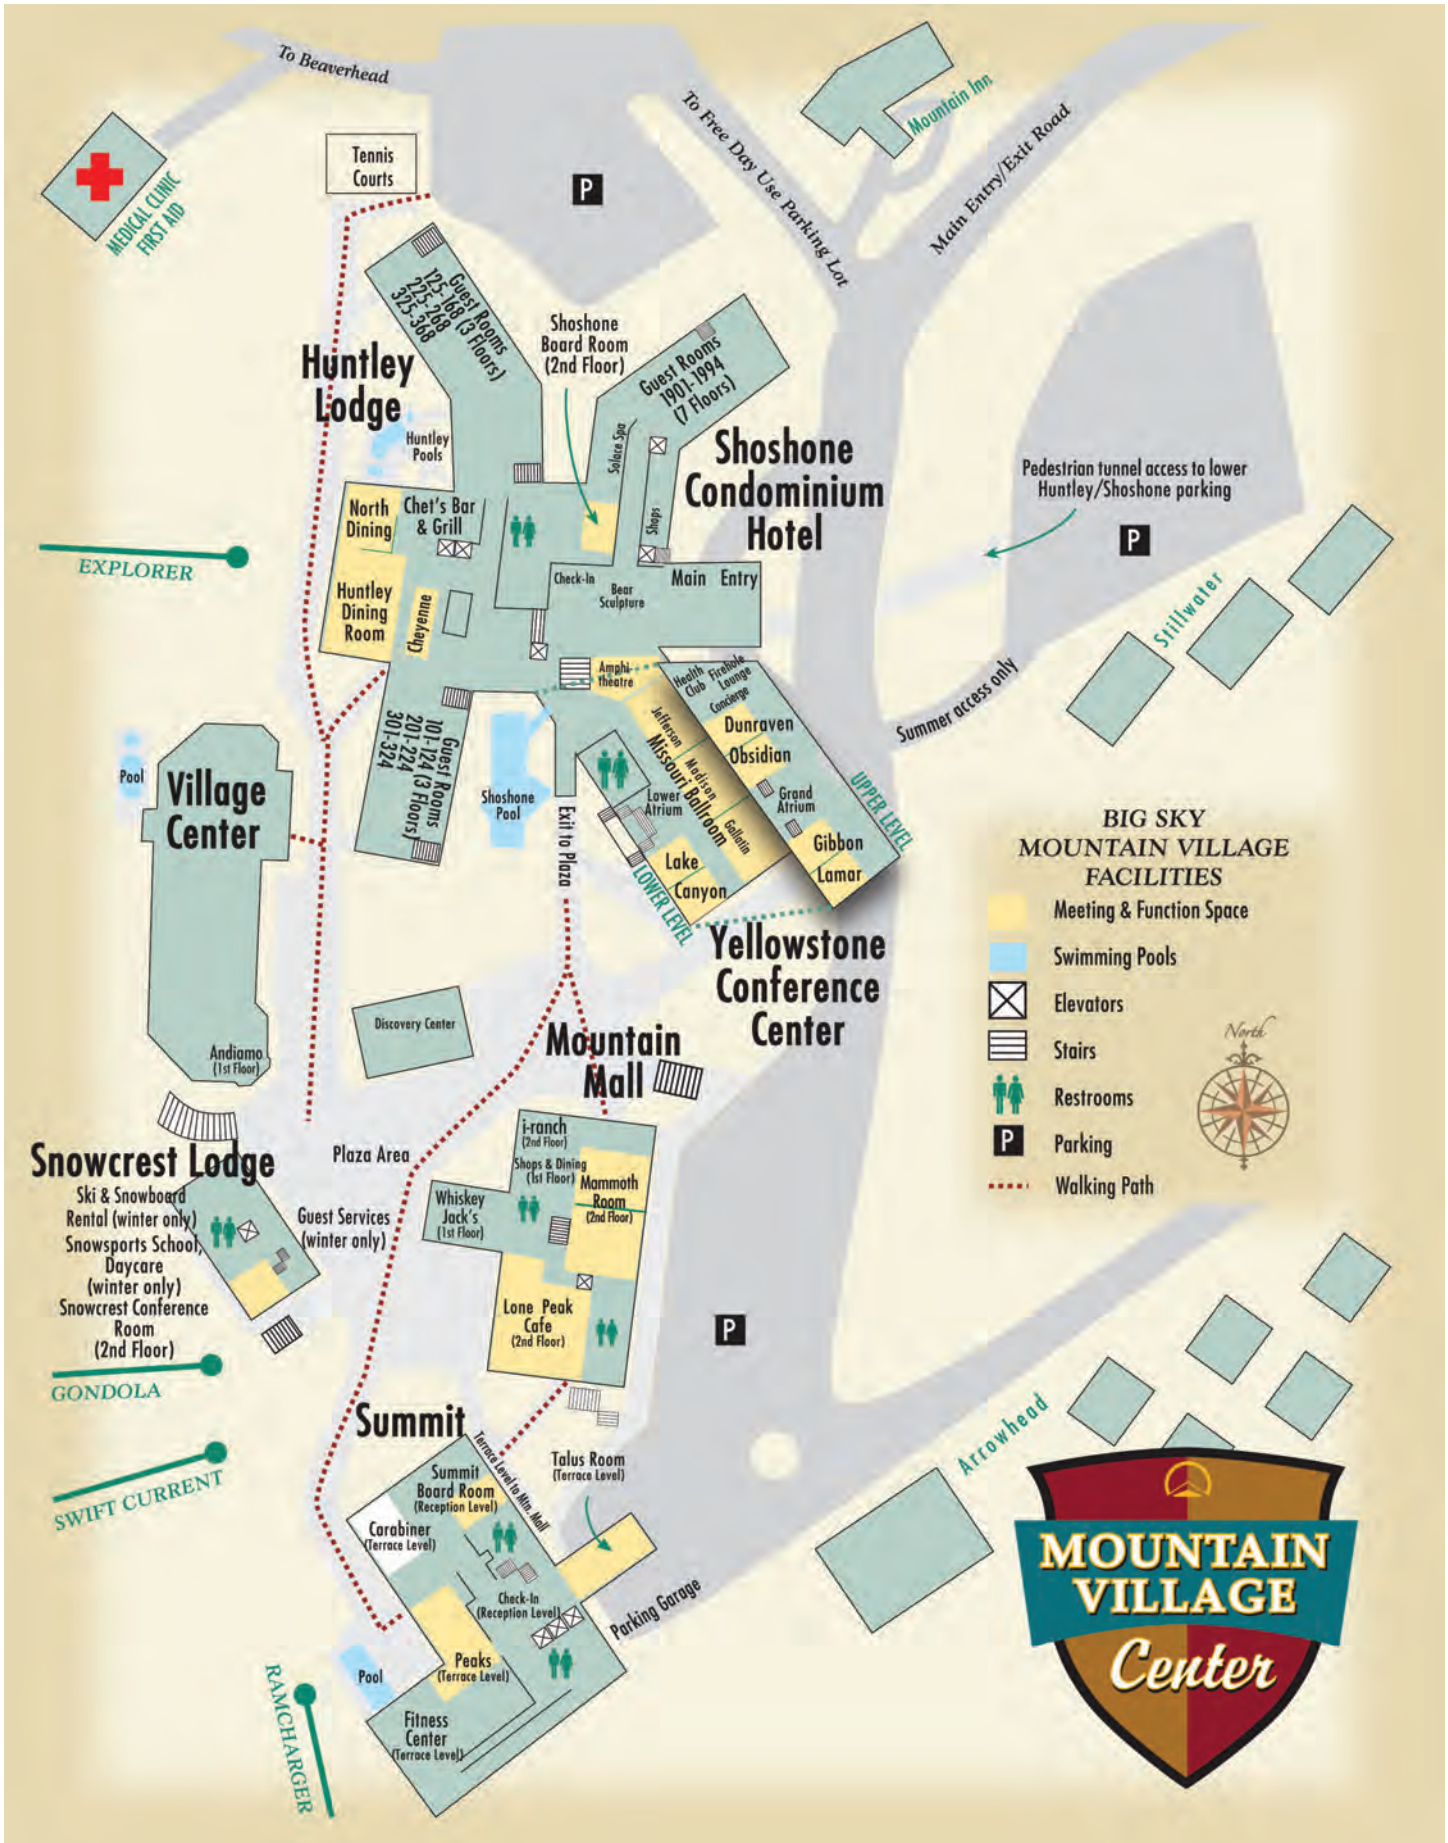 To Beaverhead
Tennis
Courts
MEDICAL CLINIC
FIRST AID
P
To Free Day Use Parking Lot
Mountain Inn
Main Entry/Exit Road
Guest Rooms
125-168 (3 Floors)
225-268
325-368
Huntley
Lodge
Huntley
Pools
Shoshone
Board Room
(2nd Floor)
Guest Rooms
1901-1994
(7 Floors)
Solace Spa
Shops
Shoshone
Condominium
Hotel
Pedestrian tunnel access to lower
Huntley/Shoshone parking
P
Stillwater
Summer access only
North
Dining
Chet's Bar
& Grill
EXPLORER
Huntley
Dining
Room
Cheyenne
Check-In
Bear
Sculpture
Main Entry
Amphi-
theatre
Health
Club
Firehole
Lounge
Concierge
Dunraven
Obsidian
Grand
Atrium
Gibbon
Lamar
UPPER LEVEL
Jefferson
Missouri Ballroom
Madison
Gallatin
Lower
Atrium
Lake
Canyon
LOWER LEVEL
Guest Rooms
101-124 (3 Floors)
201-224
301-324
Shoshone
Pool
Exit to Plaza
Pool
Village
Center
Andiamo
(1st Floor)
Yellowstone
Conference
Center
BIG SKY
MOUNTAIN VILLAGE
FACILITIES
Meeting & Function Space
Swimming Pools
Elevators
Stairs
Restrooms
P
Parking
Walking Path
North
Discovery Center
Mountain
Mall
i-ranch
(2nd Floor)
Shops & Dining
(1st Floor)
Mammoth
Room
(2nd Floor)
Whiskey
Jack's
(1st Floor)
Lone Peak
Cafe
(2nd Floor)
P
Snowcrest Lodge
Ski & Snowboard
Rental (winter only)
Snowsports School,
Daycare
(winter only)
Snowcrest Conference
Room
(2nd Floor)
Plaza Area
Guest Services
(winter only)
GONDOLA
SWIFT CURRENT
RAMCHARGER
Summit
Summit
Board Room
(Reception Level)
Terrace Level to Mtn. Mall
Talus Room
(Terrace Level)
Carabiner
(Terrace Level)
Check-In
(Reception Level)
Peaks
(Terrace Level)
Pool
Fitness
Center
(Terrace Level)
Parking Garage
Arrowhead
MOUNTAIN
VILLAGE
Center